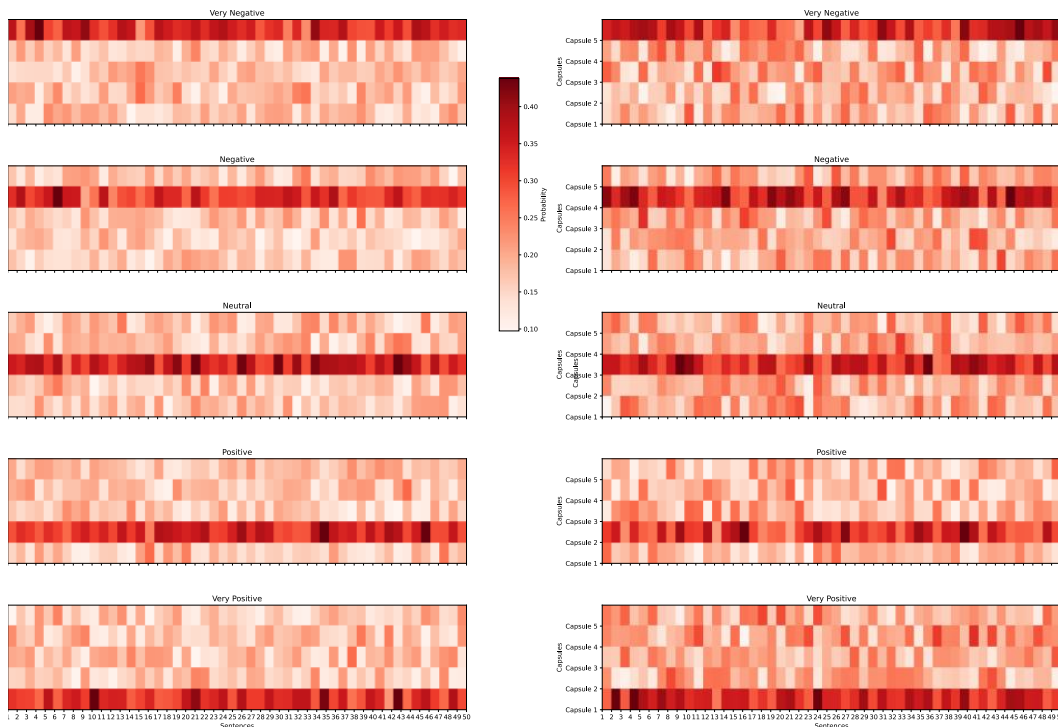 Very Negative
Negative
Neutral
Positive
Very Positive
2 3 4 5 6 7 8 9 10 11 12 13 14 15 16 17 18 19 20 21 22 23 24 25 26 27 28 29 30 31 32 33 34 35 36 37 38 39 40 41 42 43 44 45 46 47 48 49 50
Sentences
0.40
0.35
0.30
0.25
0.20
0.15
0.10
Probability
Very Negative
Capsule 5
Capsule 4
Capsule 3
Capsule 2
Capsule 1
Capsules
Negative
Capsule 5
Capsule 4
Capsule 3
Capsule 2
Capsule 1
Capsules
Neutral
Capsule 5
Capsule 4
Capsule 3
Capsule 2
Capsule 1
Capsules
Capsules
Positive
Capsule 5
Capsule 4
Capsule 3
Capsule 2
Capsule 1
Capsules
Very Positive
Capsule 5
Capsule 4
Capsule 3
Capsule 2
Capsule 1
Capsules
1 2 3 4 5 6 7 8 9 10 11 12 13 14 15 16 17 18 19 20 21 22 23 24 25 26 27 28 29 30 31 32 33 34 35 36 37 38 39 40 41 42 43 44 45 46 47 48 49
Sentences